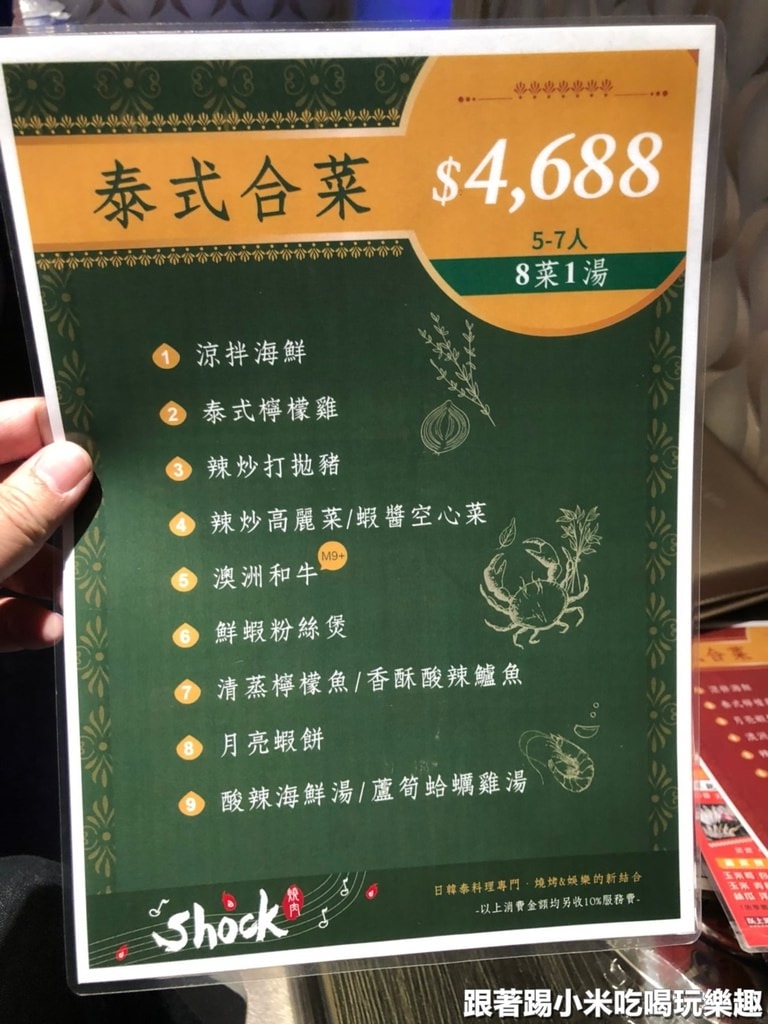 泰式合菜
$4,688
5-7人
8菜1湯
1 涼拌海鮮
2 泰式檸檬雞
3 辣炒打拋豬
4 辣炒高麗菜/蝦醬空心菜
5 澳洲和牛 M9+
6 鮮蝦粉絲煲
7 清蒸檸檬魚/香酥酸辣鱸魚
8 月亮蝦餅
9 酸辣海鮮湯/蘆筍蛤蠣雞湯
shock 燒肉
日韓泰料理專門‧燒烤&娛樂的新結合
-以上消費金額均另收10%服務費-
合菜
跟著踢小米吃喝玩樂趣